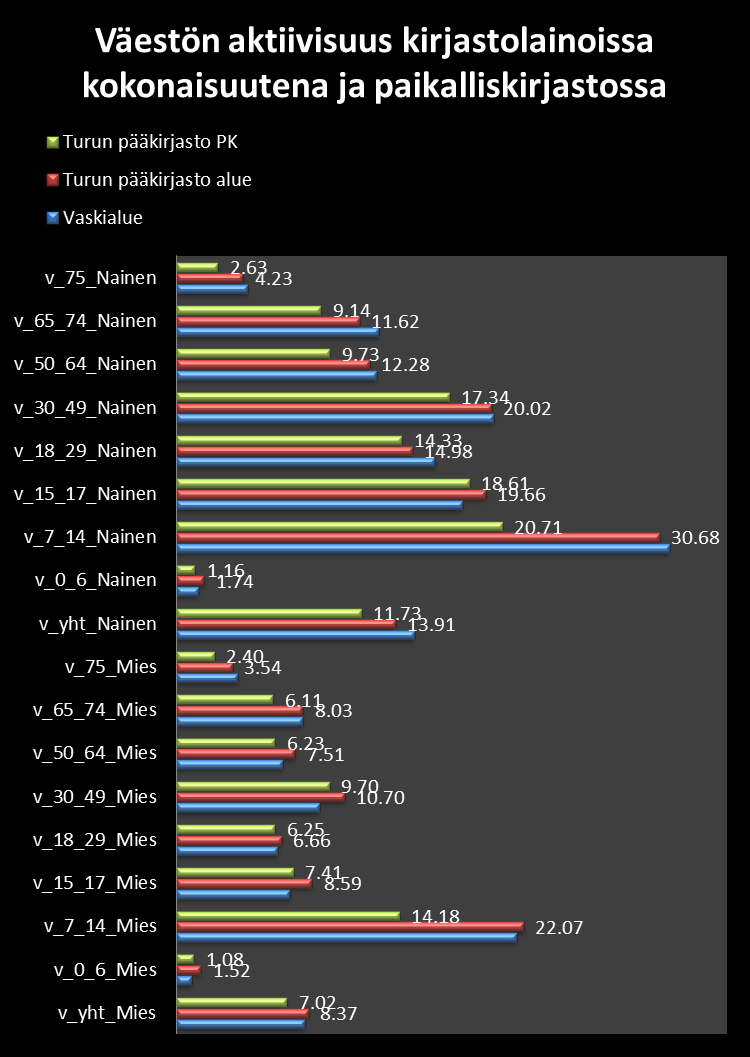 Väestön aktiivisuus kirjastolainoissa
kokonaisuutena ja paikalliskirjastossa
Turun pääkirjasto PK
Turun pääkirjasto alue
Vaskialue
v_75_Nainen 2.63 4.23
v_65_74_Nainen 9.14 11.62
v_50_64_Nainen 9.73 12.28
v_30_49_Nainen 17.34 20.02
v_18_29_Nainen 14.33 14.98
v_15_17_Nainen 18.61 19.66
v_7_14_Nainen 20.71 30.68
v_0_6_Nainen 1.16 1.74
v_yht_Nainen 11.73 13.91
v_75_Mies 2.40 3.54
v_65_74_Mies 6.11 8.03
v_50_64_Mies 6.23 7.51
v_30_49_Mies 9.70 10.70
v_18_29_Mies 6.25 6.66
v_15_17_Mies 7.41 8.59
v_7_14_Mies 14.18 22.07
v_0_6_Mies 1.08 1.52
v_yht_Mies 7.02 8.37